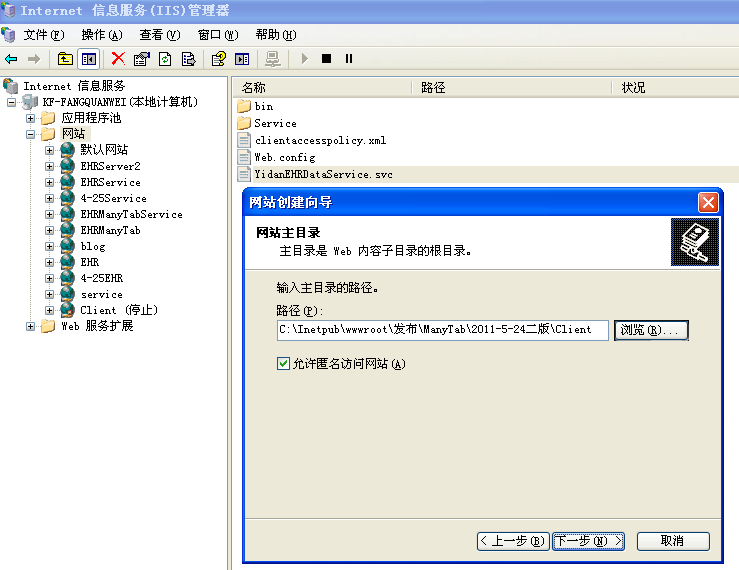 Internet 信息服务(IIS)管理器
文件(F) 操作(A) 查看(V) 窗口(W) 帮助(H)
Internet 信息服务
KF-FANGQUANWEI(本地计算机)
应用程序池
网站
默认网站
EHRServer2
EHRService
4-25Service
EHRManyTabService
EHRManyTab
blog
EHR
4-25EHR
service
Client (停止)
Web 服务扩展
名称 路径 状况
bin
Service
clientaccesspolicy.xml
Web.config
YidanEHRDataService.svc
网站创建向导
网站主目录
主目录是 Web 内容子目录的根目录。
输入主目录的路径。
路径(P):
C:\Inetpub\wwwroot\发布\ManyTab\2011-5-24二版\Client 浏览(R)...
允许匿名访问网站(A)
< 上一步(B) 下一步(N) > 取消